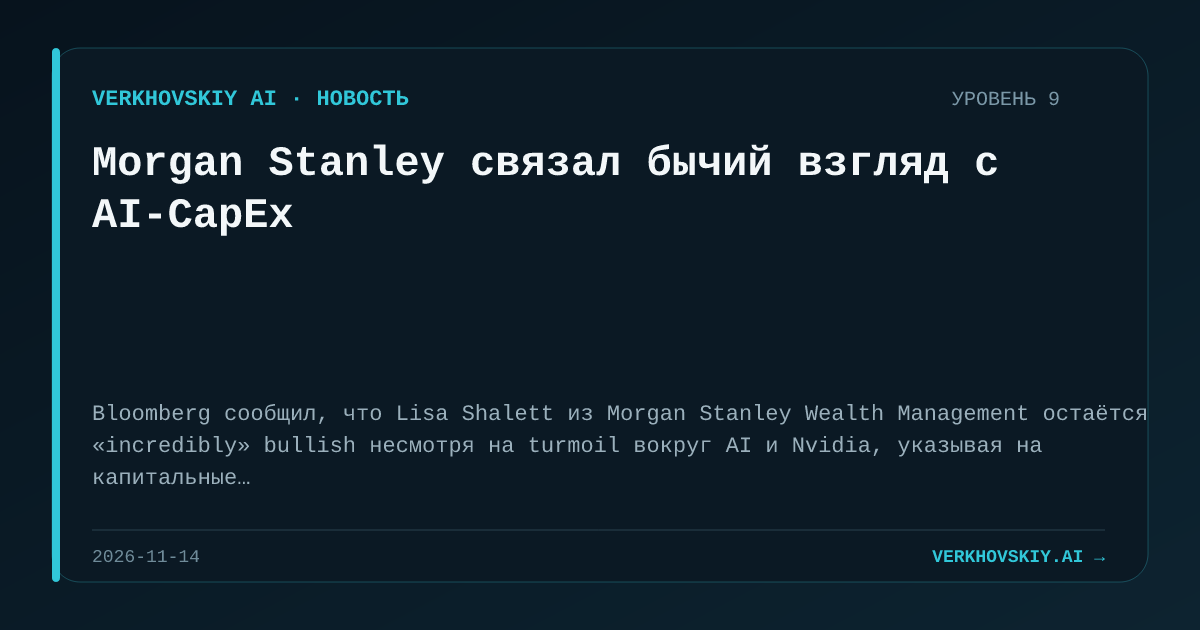 VERKHOVSKIY AI · НОВОСТЬ
УРОВЕНЬ 9
Morgan Stanley связал бычий взгляд с
AI-CapEx
Bloomberg сообщил, что Lisa Shalett из Morgan Stanley Wealth Management остаётся
«incredibly» bullish несмотря на turmoil вокруг AI и Nvidia, указывая на
капитальные…
2026-11-14
VERKHOVSKIY.AI →